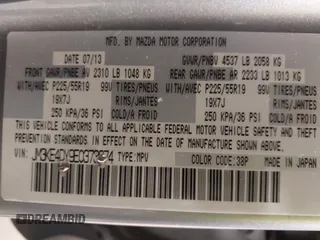 MFD. BY MAZDA MOTOR CORPORATION
DATE 07/13 GVWR/PNBV 4537 LB 2058 KG
FRONT GAWR/PNBE AV 2310 LB 1048 KG REAR GAWR/PNBE AR 2233 LB 1013 KG
WITH/AVEC P225/55R19 99V TIRES/PNEUS WITH/AVEC P225/55R19 99V TIRES/PNEUS
19X7J RIMS/JANTES 19X7J RIMS/JANTES
250 KPA/36 PSI COLD/À FROID 250 KPA/36 PSI COLD/À FROID
THIS VEHICLE CONFORMS TO ALL APPLICABLE FEDERAL MOTOR
VEHICLE SAFETY, BUMPER, AND THEFT PREVENTION STANDARDS IN
EFFECT ON THE DATE OF MANUFACTURE SHOWN ABOVE.
VIN: TYPE: MPV
COLOR CODE: 38P MADE IN JAPAN
DREAMBID